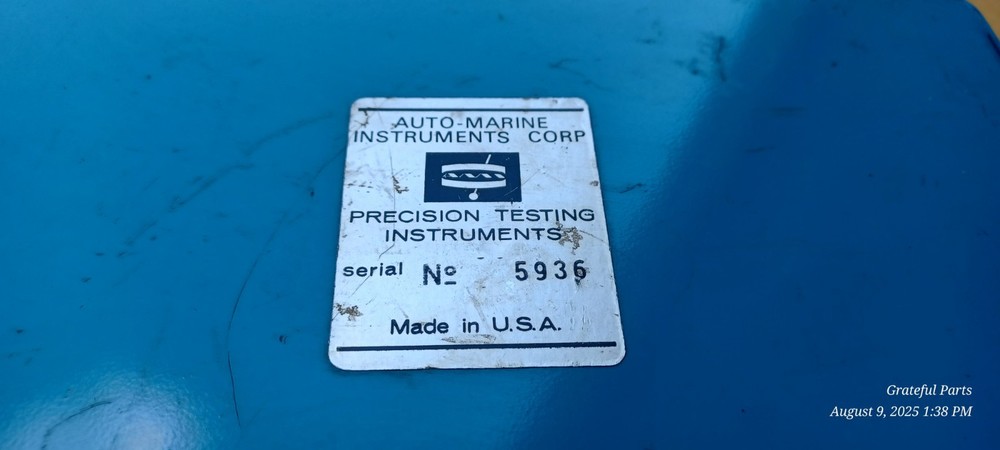 AUTO-MARINE
INSTRUMENTS CORP
PRECISION TESTING
INSTRUMENTS
serial Nº 5936
Made in U.S.A.
Grateful Parts
August 9, 2025 1:38 PM